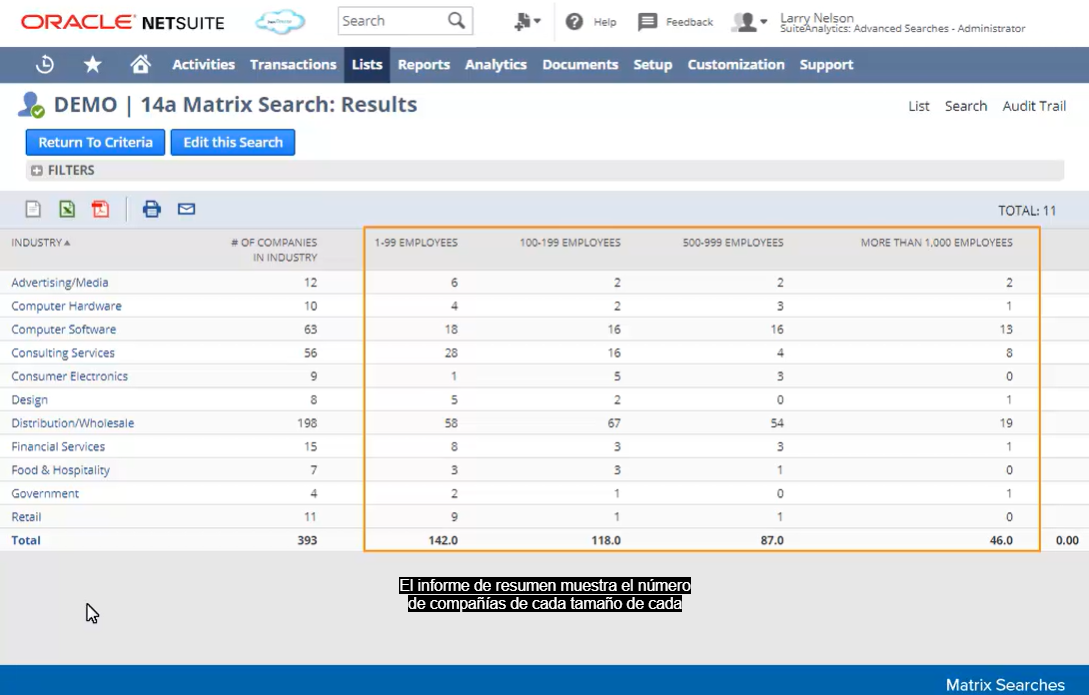 ORACLE NETSUITE
Search
Help
Feedback
Larry Nelson
SuiteAnalytics: Advanced Searches - Administrator
Activities Transactions Lists Reports Analytics Documents Setup Customization Support
DEMO | 14a Matrix Search: Results
List Search Audit Trail
Return To Criteria Edit this Search
FILTERS
TOTAL: 11
INDUSTRY # OF COMPANIES 1-99 EMPLOYEES 100-199 EMPLOYEES 500-999 EMPLOYEES MORE THAN 1,000 EMPLOYEES
IN INDUSTRY
Advertising/Media 12 6 2 2 2
Computer Hardware 10 4 2 3 1
Computer Software 63 18 16 16 13
Consulting Services 56 28 16 4 8
Consumer Electronics 9 1 5 3 0
Design 8 5 2 0 1
Distribution/Wholesale 198 58 67 54 19
Financial Services 15 8 3 3 1
Food & Hospitality 7 3 3 1 0
Government 4 2 1 0 1
Retail 11 9 1 1 0
Total 393 142.0 118.0 87.0 46.0 0.00
El informe de resumen muestra el número
de compañías de cada tamaño de cada
Matrix Searches